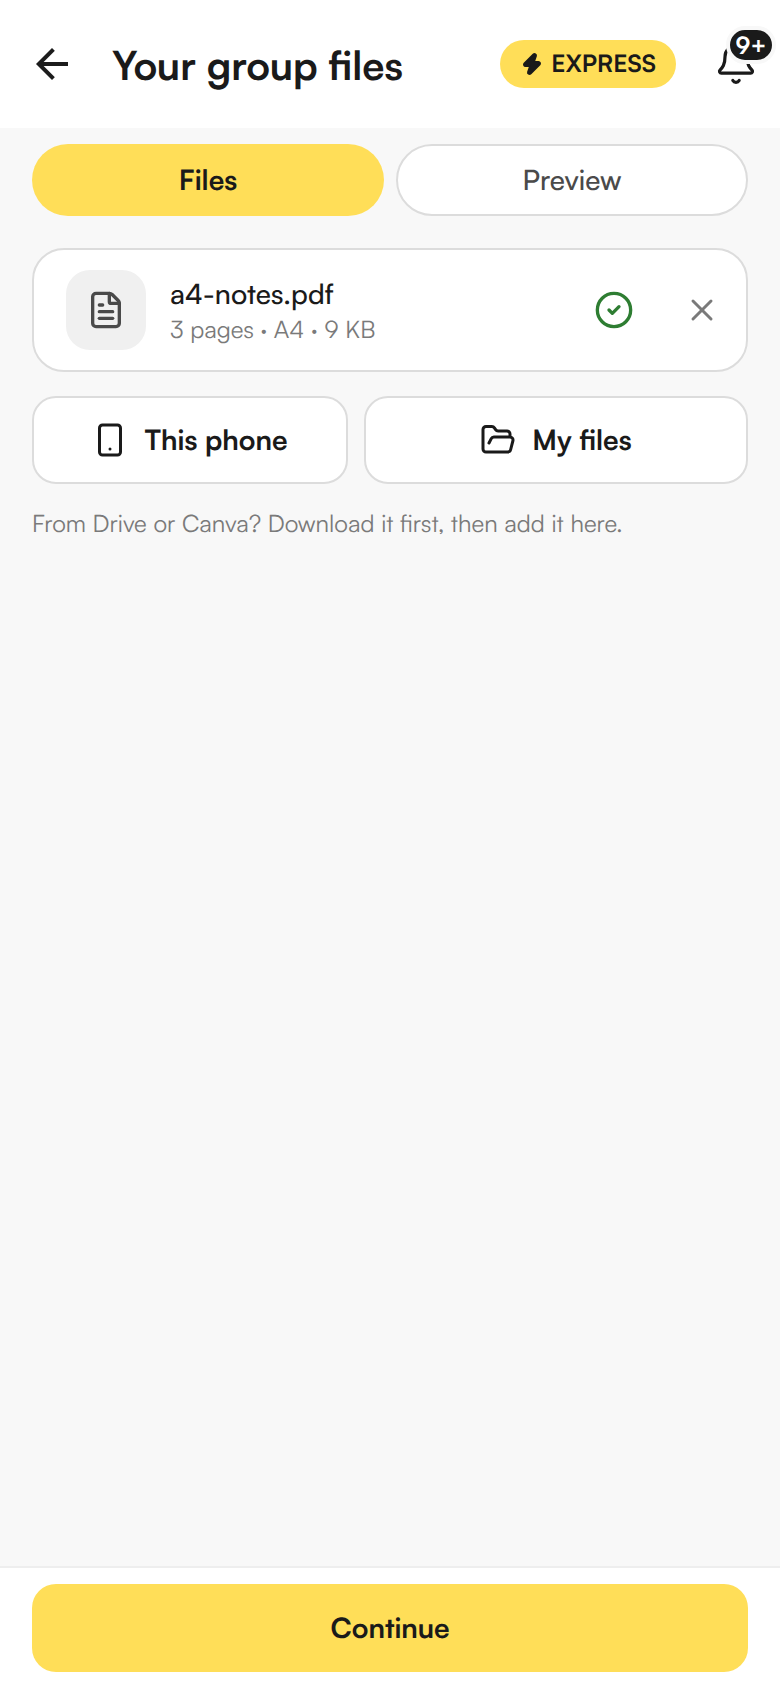 Your group files
EXPRESS
9+
Files
Preview
a4-notes.pdf
3 pages · A4 · 9 KB
This phone
My files
From Drive or Canva? Download it first, then add it here.
Continue